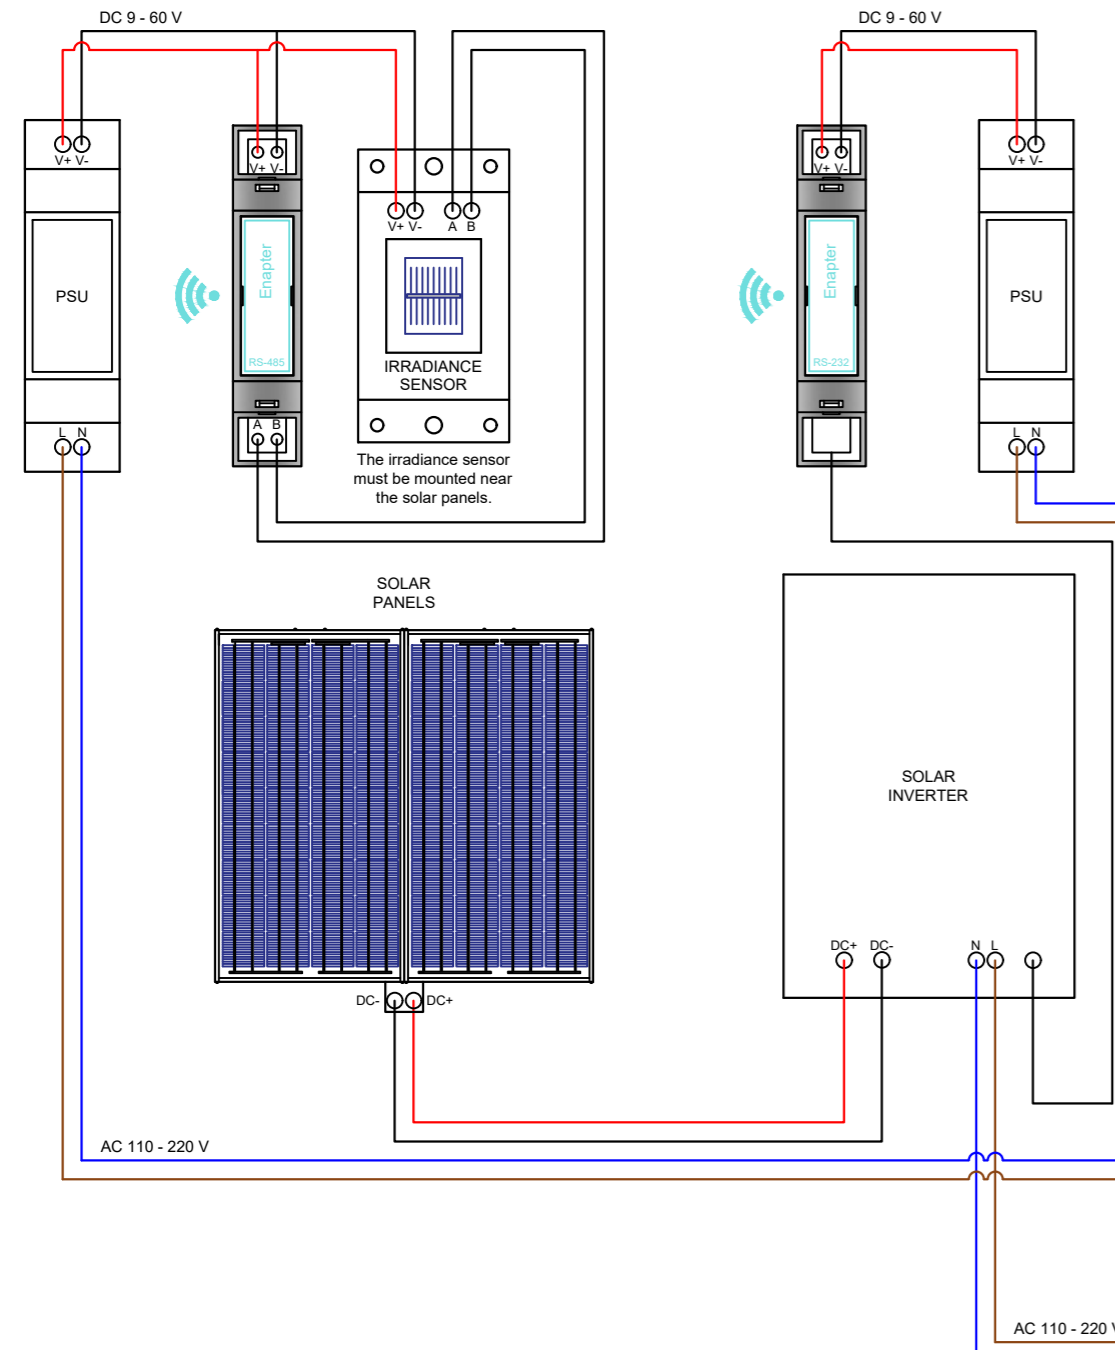 DC 9 - 60 V
DC 9 - 60 V
V+ V-
V+ V-
V+ V-
V+ V-
V+ V- A B
PSU
Enapter
RS-485
IRRADIANCE
SENSOR
Enapter
RS-232
PSU
L N
A B
L N
The irradiance sensor
must be mounted near
the solar panels.
SOLAR
PANELS
SOLAR
INVERTER
DC+ DC- N L
DC- DC+
AC 110 - 220 V
AC 110 - 220 V